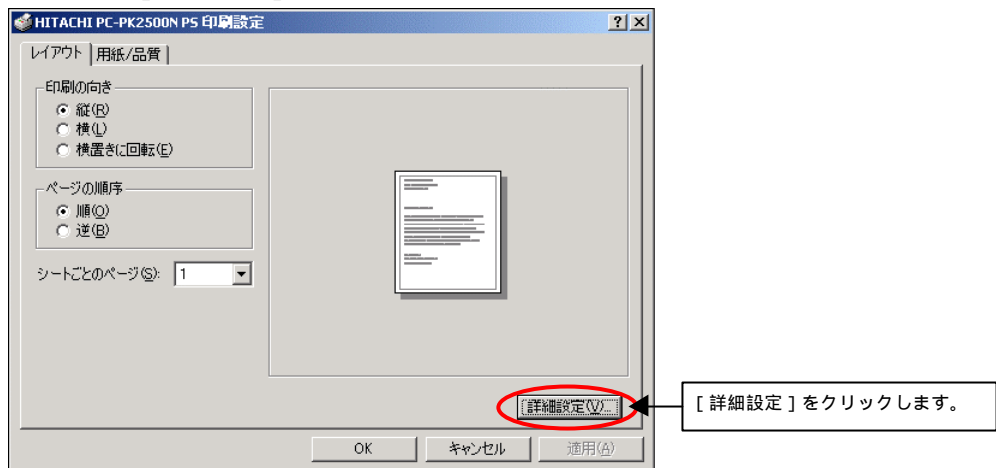 HITACHI PC-PK2500N PS 印刷設定
レイアウト 用紙/品質
印刷の向き
縦(R)
横(L)
横置きに回転(E)
ページの順序
順(O)
逆(B)
シートごとのページ(S): 1
詳細設定(V)...
[ 詳細設定 ] をクリックします。
OK キャンセル 適用(A)